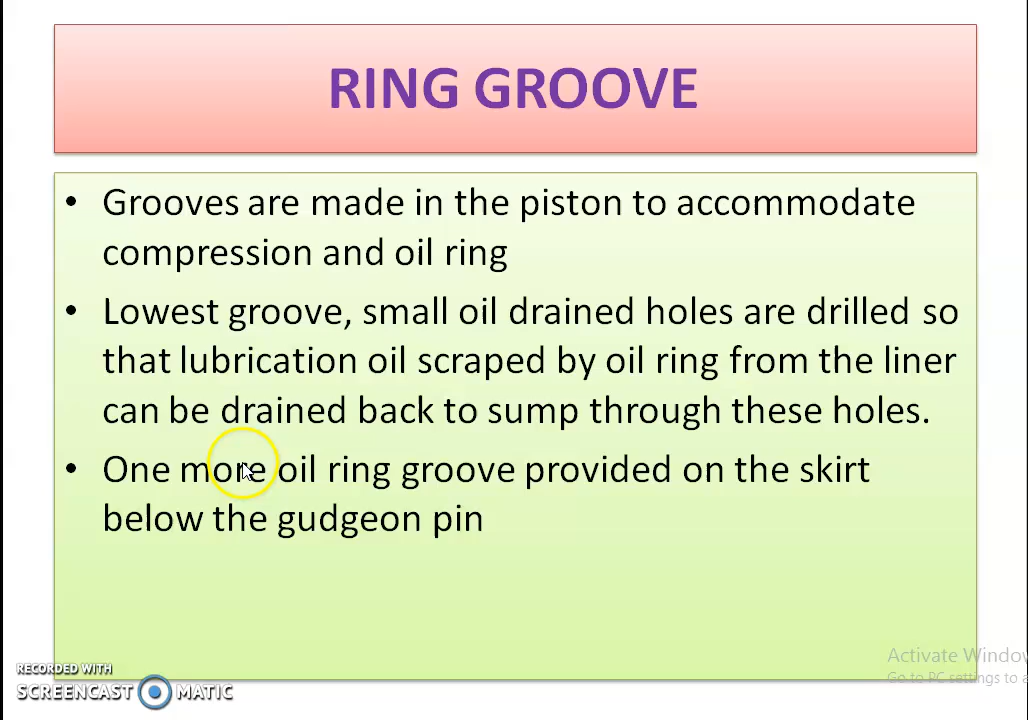 RING GROOVE
• Grooves are made in the piston to accommodate
compression and oil ring
• Lowest groove, small oil drained holes are drilled so
that lubrication oil scraped by oil ring from the liner
can be drained back to sump through these holes.
• One more oil ring groove provided on the skirt
below the gudgeon pin
Activate Window
Go to PC settings to a
RECORDED WITH
SCREENCAST MATIC